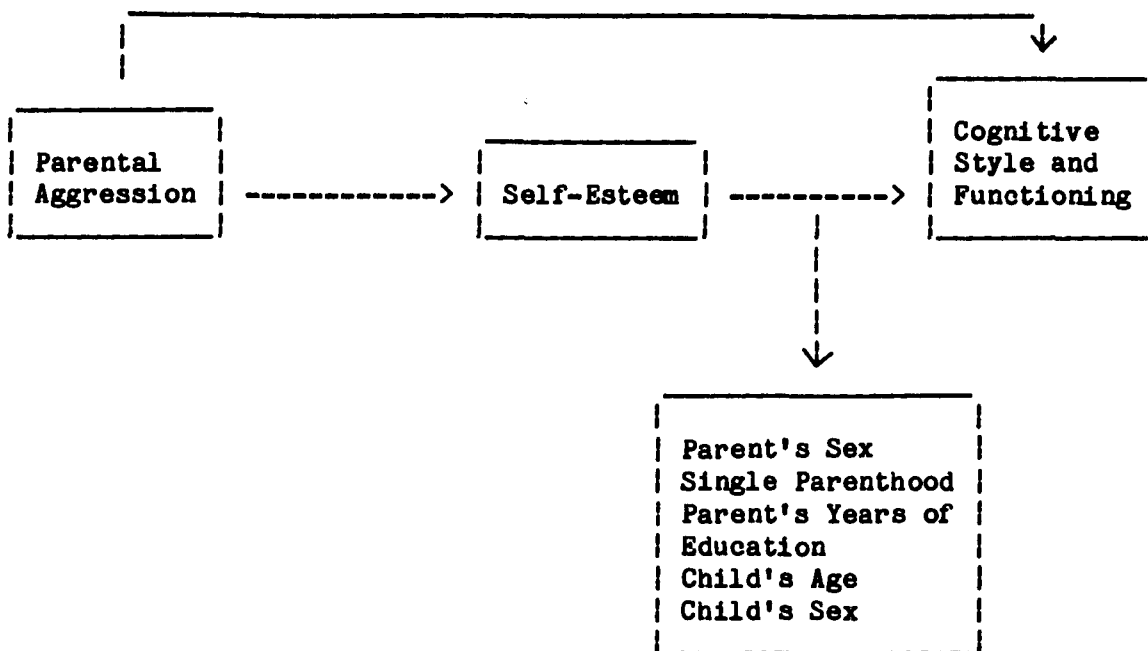 Parental
Aggression
Self-Esteem
Cognitive
Style and
Functioning
Parent's Sex
Single Parenthood
Parent's Years of
Education
Child's Age
Child's Sex